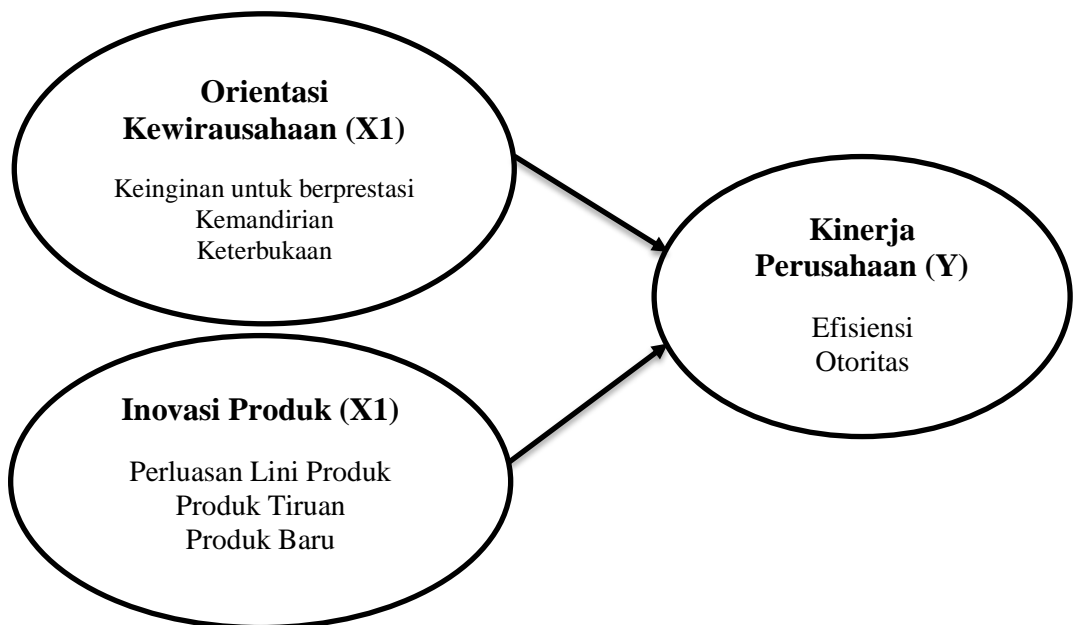 Orientasi
Kewirausahaan (X1)
Keinginan untuk berprestasi
Kemandirian
Keterbukaan
Inovasi Produk (X1)
Perluasan Lini Produk
Produk Tiruan
Produk Baru
Kinerja
Perusahaan (Y)
Efisiensi
Otoritas